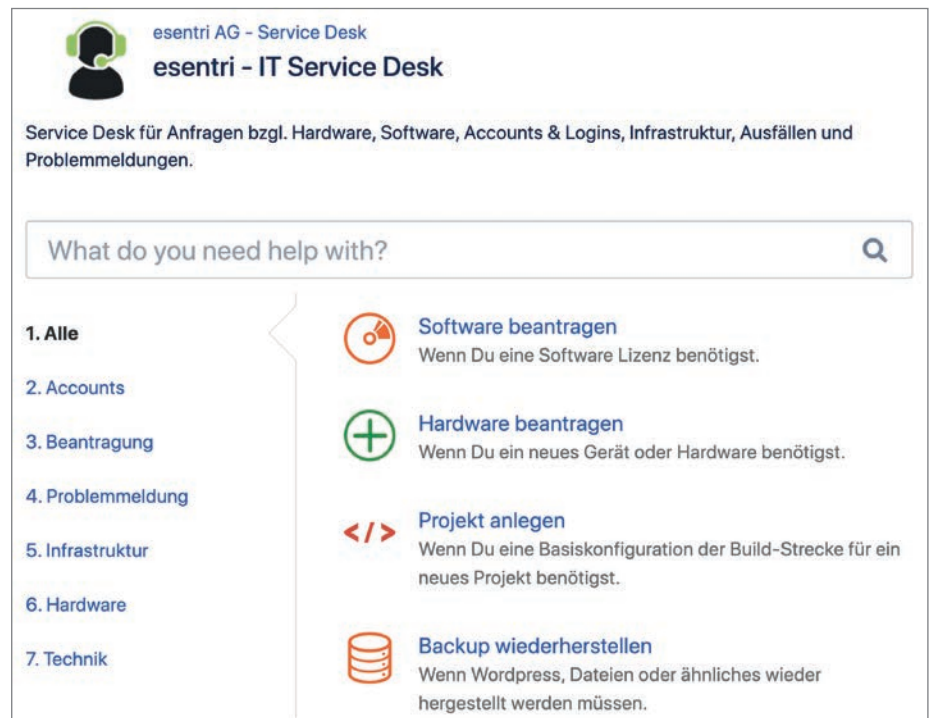 esentri AG - Service Desk
esentri - IT Service Desk
Service Desk für Anfragen bzgl. Hardware, Software, Accounts & Logins, Infrastruktur, Ausfällen und
Problemmeldungen.
What do you need help with?
1. Alle
2. Accounts
3. Beantragung
4. Problemmeldung
5. Infrastruktur
6. Hardware
7. Technik
Software beantragen
Wenn Du eine Software Lizenz benötigst.
Hardware beantragen
Wenn Du ein neues Gerät oder Hardware benötigst.
</>
Projekt anlegen
Wenn Du eine Basiskonfiguration der Build-Strecke für ein
neues Projekt benötigst.
Backup wiederherstellen
Wenn Wordpress, Dateien oder ähnliches wieder
hergestellt werden müssen.